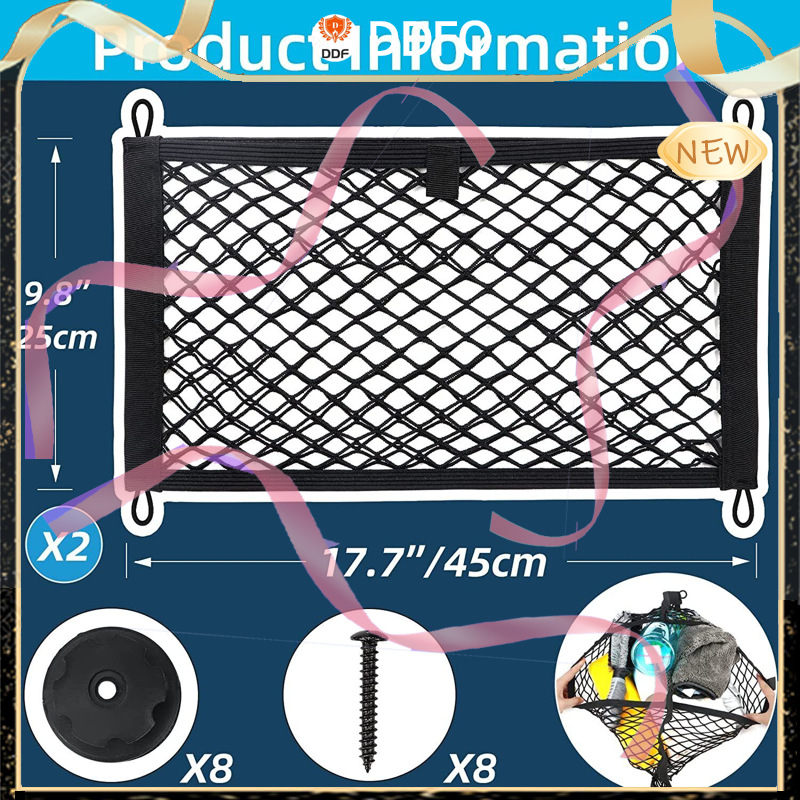 Product Information
DDF
NEW
9.8"
25cm
X2
17.7"/45cm
X8
X8